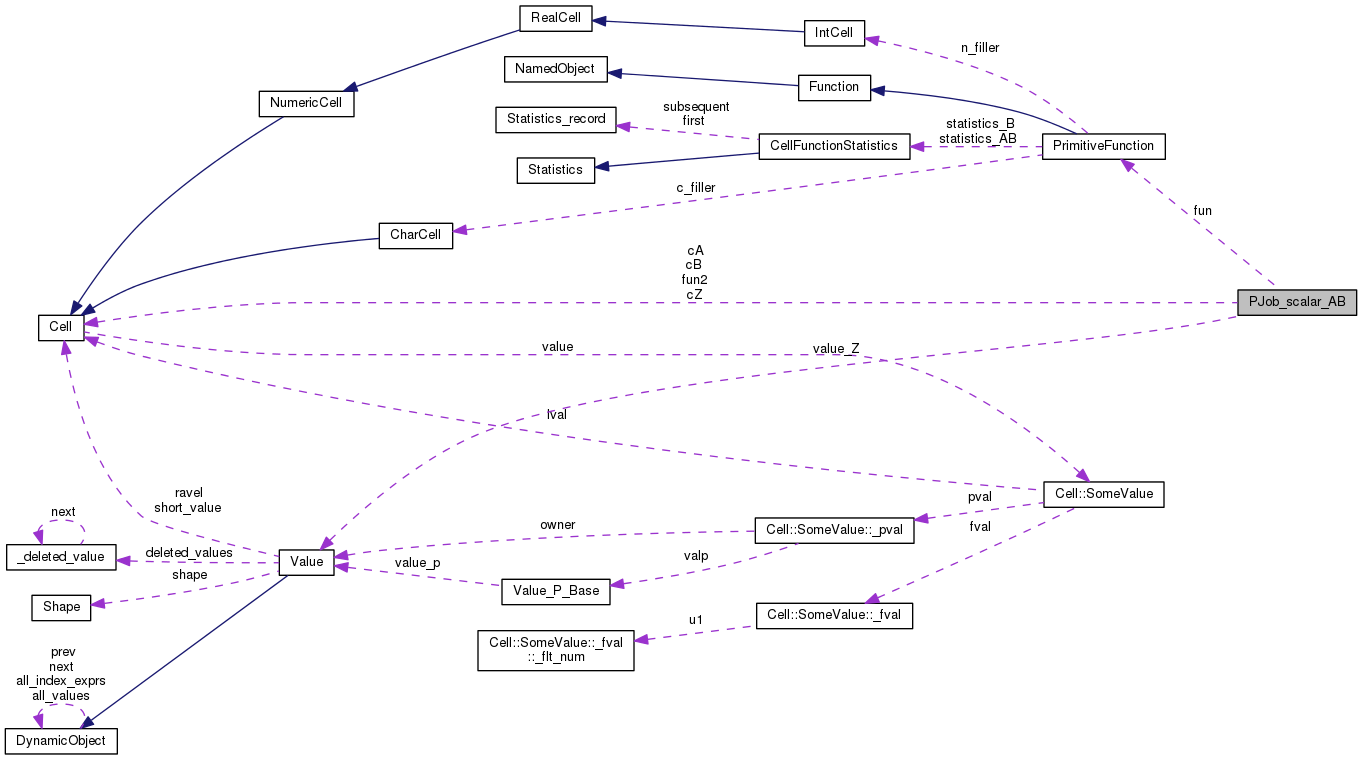 RealCell
IntCell
n_filler
NamedObject
Function
NumericCell
subsequent
first
Statistics_record
statistics_B
statistics_AB
CellFunctionStatistics
PrimitiveFunction
Statistics
c_filler
fun
CharCell
cA
cB
fun2
cZ
PJob_scalar_AB
Cell
value
value_Z
lval
ravel
short_value
pval
Cell::SomeValue
next
owner
Cell::SomeValue::_pval
fval
_deleted_value
deleted_values
Value
value_p
valp
shape
Value_P_Base
Shape
u1
Cell::SomeValue::_fval
Cell::SomeValue::_fval
::_flt_num
prev
next
all_index_exprs
all_values
DynamicObject